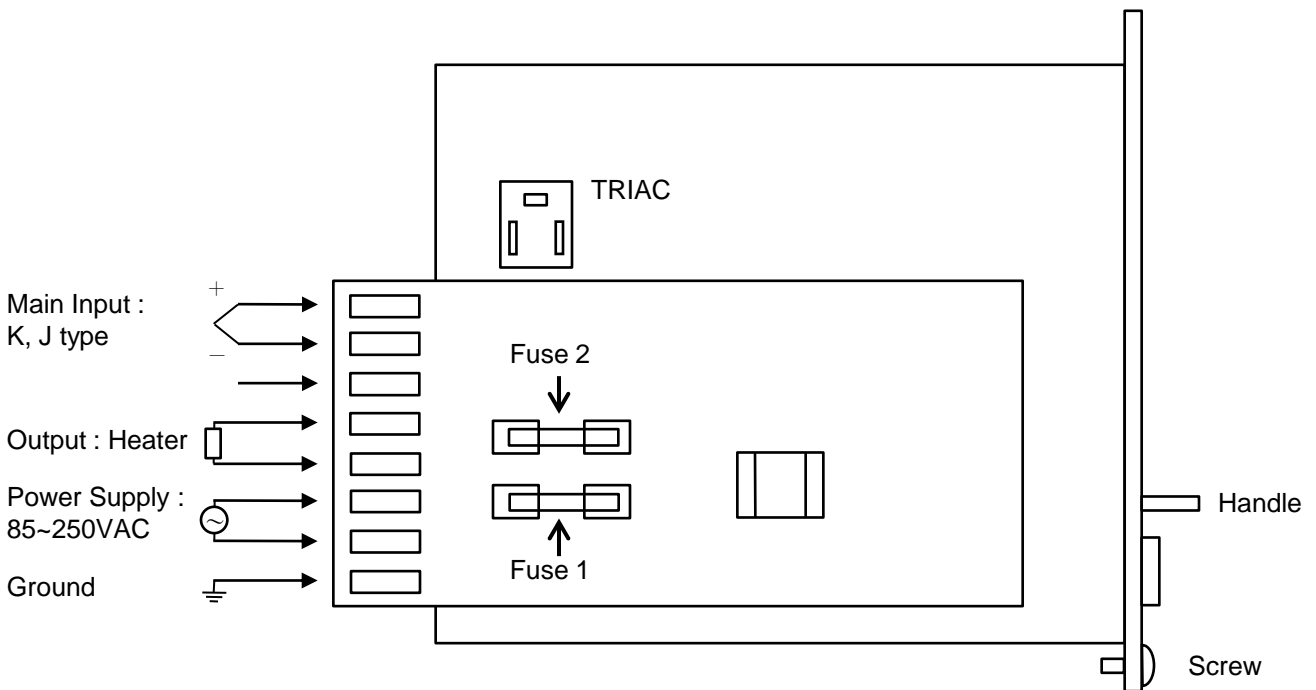 TRIAC
+
Main Input :
K, J type
−
Fuse 2
Output : Heater
Power Supply :
85~250VAC
Handle
Fuse 1
Ground
Screw